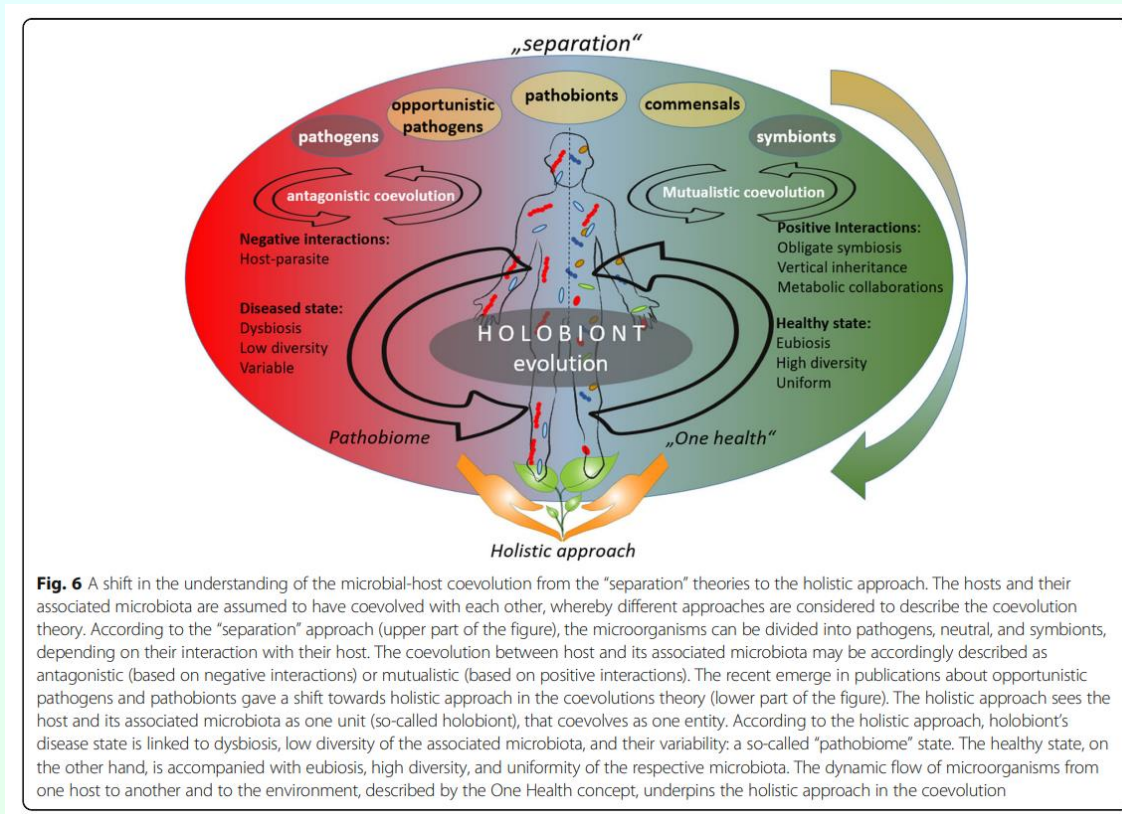 „separation“
pathogens
opportunistic
pathogens
pathobionts
commensals
symbionts
antagonistic coevolution
Mutualistic coevolution
Negative interactions:
Host-parasite
Diseased state:
Dysbiosis
Low diversity
Variable
Positive Interactions:
Obligate symbiosis
Vertical inheritance
Metabolic collaborations
Healthy state:
Eubiosis
High diversity
Uniform
HOLOBIONT
evolution
Pathobiome
„One health“
Holistic approach
Fig. 6 A shift in the understanding of the microbial-host coevolution from the “separation” theories to the holistic approach. The hosts and their
associated microbiota are assumed to have coevolved with each other, whereby different approaches are considered to describe the coevolution
theory. According to the “separation” approach (upper part of the figure), the microorganisms can be divided into pathogens, neutral, and symbionts,
depending on their interaction with their host. The coevolution between host and its associated microbiota may be accordingly described as
antagonistic (based on negative interactions) or mutualistic (based on positive interactions). The recent emerge in publications about opportunistic
pathogens and pathobionts gave a shift towards holistic approach in the coevolutions theory (lower part of the figure). The holistic approach sees the
host and its associated microbiota as one unit (so-called holobiont), that coevolves as one entity. According to the holistic approach, holobiont’s
disease state is linked to dysbiosis, low diversity of the associated microbiota, and their variability: a so-called “pathobiome” state. The healthy state, on
the other hand, is accompanied with eubiosis, high diversity, and uniformity of the respective microbiota. The dynamic flow of microorganisms from
one host to another and to the environment, described by the One Health concept, underpins the holistic approach in the coevolution